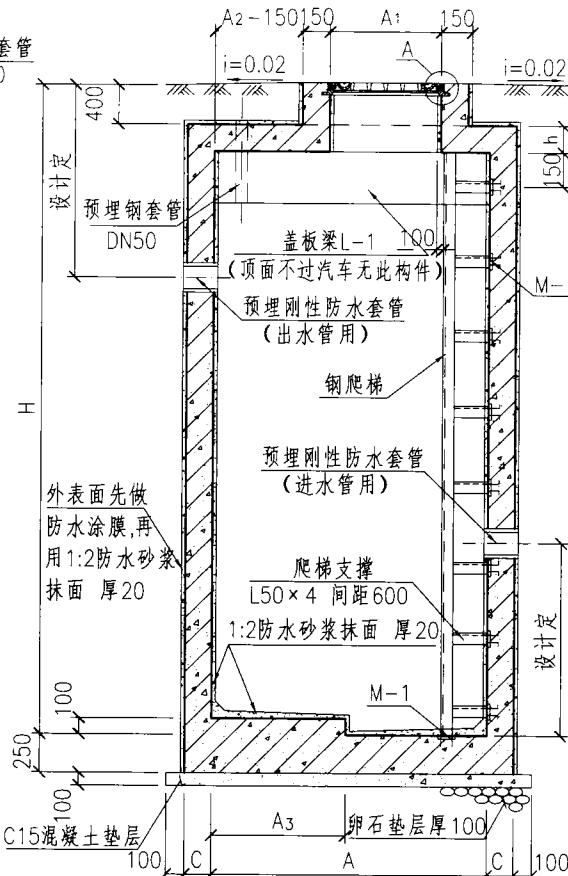 A2-150
150
A1
150
套管
A
i=0.02
i=0.02
400
设计定
150
h
预埋钢套管
DN50
盖板梁L-1
100
(顶面不过汽车无此构件)
M-
预埋刚性防水套管
(出水管用)
H
钢爬梯
预埋刚性防水套管
(进水管用)
外表面先做
防水涂膜,再
用1:2防水砂浆
抹面 厚20
爬梯支撑
L50×4 间距600
1:2防水砂浆抹面 厚20
设计定
M-1
100
250
100
C15混凝土垫层
A3
卵石垫层厚100
100
C
A
C
100